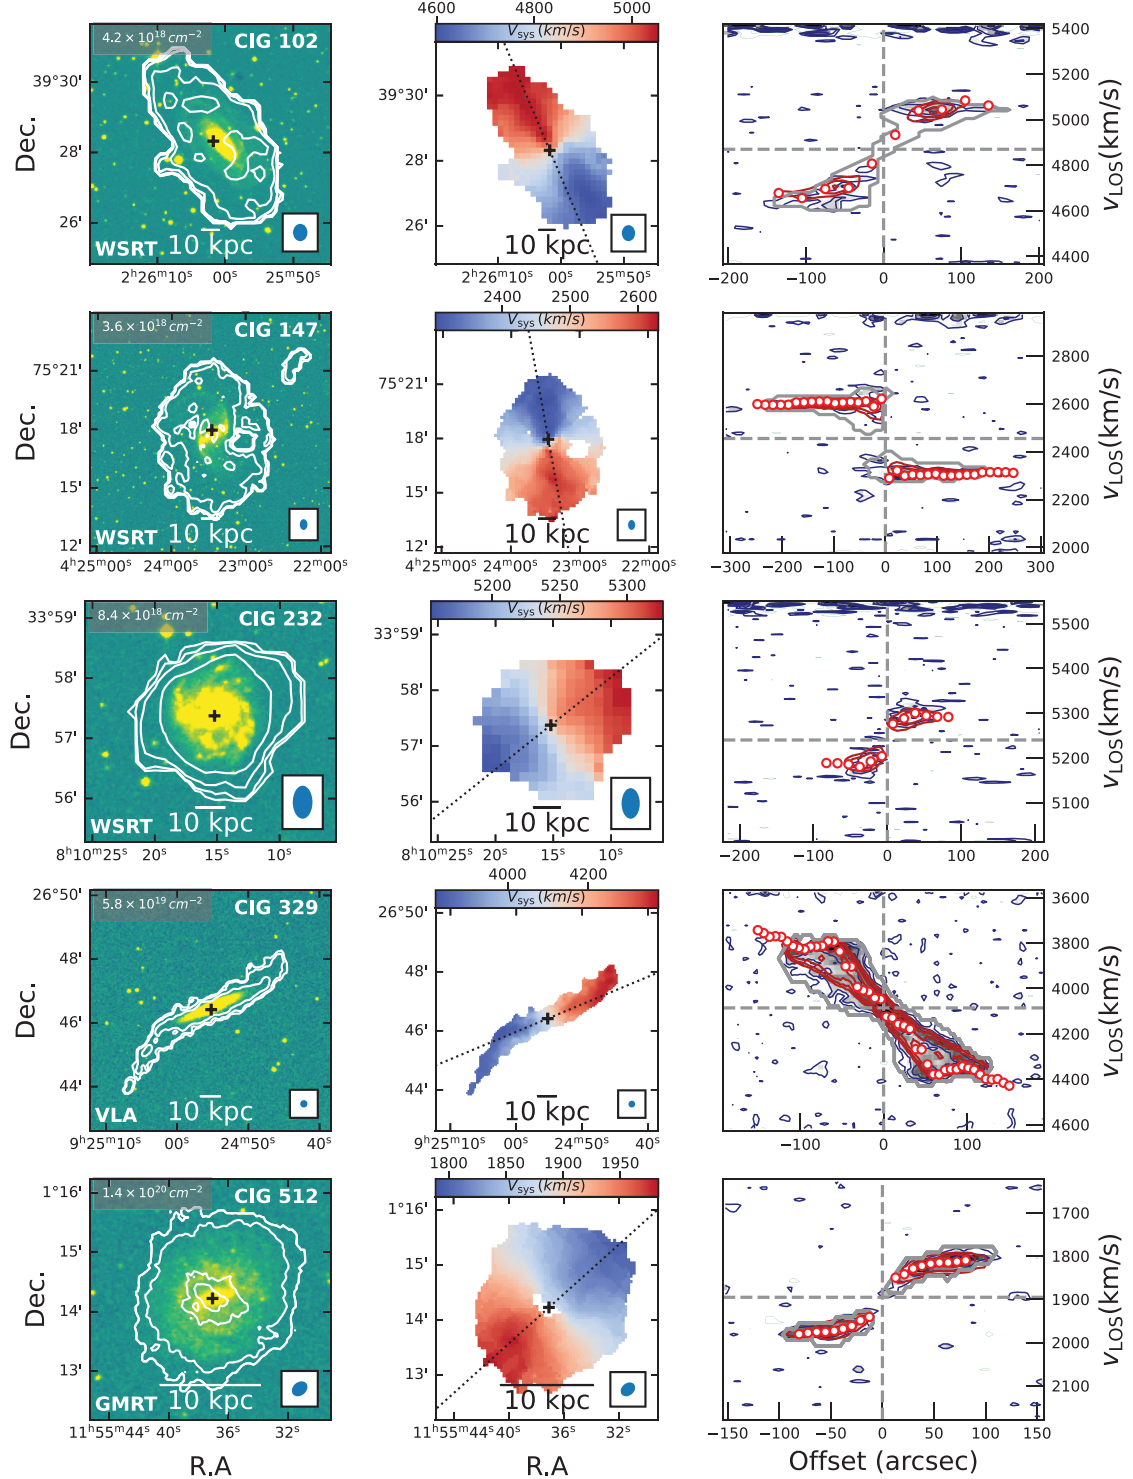 4600 4800 5000
4.2 × 10¹⁸ cm⁻² CIG 102
V_sys (km/s)
39°30' 28' 26'
Dec.
WSRT 10 kpc
2ʰ26ᵐ10ˢ 00ˢ 25ᵐ50ˢ
39°30' 28' 26'
10 kpc
2ʰ26ᵐ10ˢ 00ˢ 25ᵐ50ˢ
5400 5200 5000 4800 4600 4400
v_LOS(km/s)
−200 −100 0 100 200
2400 2500 2600
3.6 × 10¹⁸ cm⁻² CIG 147
V_sys (km/s)
75°21' 18' 15' 12'
Dec.
WSRT 10 kpc
4ʰ25ᵐ00ˢ 24ᵐ00ˢ 23ᵐ00ˢ 22ᵐ00ˢ
75°21' 18' 15' 12'
10 kpc
4ʰ25ᵐ00ˢ 24ᵐ00ˢ 23ᵐ00ˢ 22ᵐ00ˢ
2800 2600 2400 2200 2000
v_LOS(km/s)
−300 −200 −100 0 100 200 300
5200 5250 5300
8.4 × 10¹⁸ cm⁻² CIG 232
V_sys (km/s)
33°59' 58' 57' 56'
Dec.
WSRT 10 kpc
8ʰ10ᵐ25ˢ 20ˢ 15ˢ 10ˢ
33°59' 58' 57' 56'
10 kpc
8ʰ10ᵐ25ˢ 20ˢ 15ˢ 10ˢ
5500 5400 5300 5200 5100
v_LOS(km/s)
−200 −100 0 100 200
4000 4200
5.8 × 10¹⁹ cm⁻² CIG 329
V_sys (km/s)
26°50' 48' 46' 44'
Dec.
VLA 10 kpc
9ʰ25ᵐ10ˢ 00ˢ 24ᵐ50ˢ 40ˢ
26°50' 48' 46' 44'
10 kpc
9ʰ25ᵐ10ˢ 00ˢ 24ᵐ50ˢ 40ˢ
3600 3800 4000 4200 4400 4600
v_LOS(km/s)
−100 0 100
1800 1850 1900 1950
1.4 × 10²⁰ cm⁻² CIG 512
V_sys (km/s)
1°16' 15' 14' 13'
Dec.
GMRT 10 kpc
11ʰ55ᵐ44ˢ 40ˢ 36ˢ 32ˢ
R.A
1°16' 15' 14' 13'
10 kpc
11ʰ55ᵐ44ˢ 40ˢ 36ˢ 32ˢ
R.A
1700 1800 1900 2000 2100
v_LOS(km/s)
−150 −100 −50 0 50 100 150
Offset (arcsec)